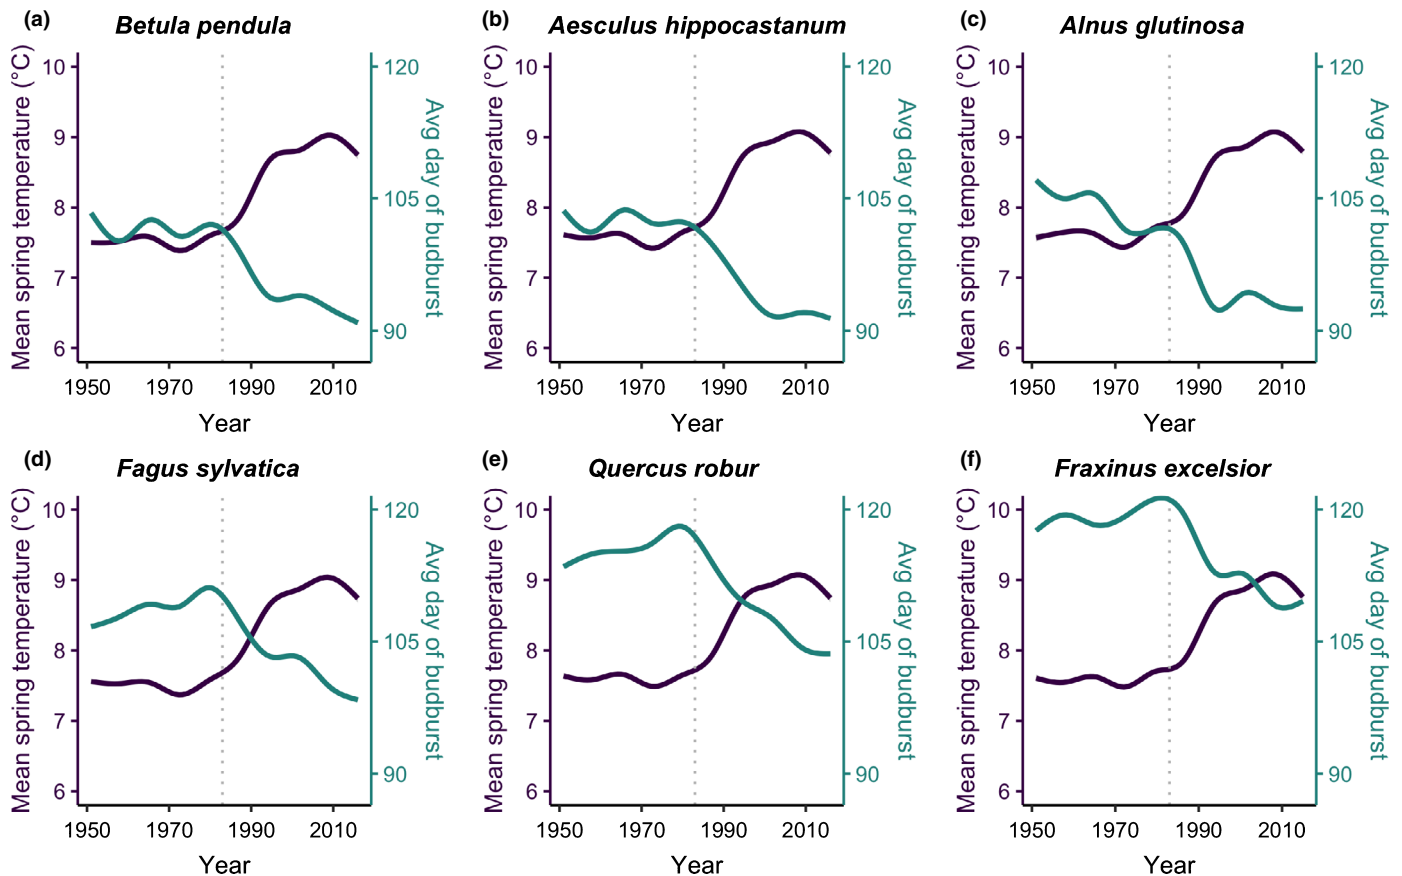 (a) Betula pendula
Mean spring temperature (°C)
10
9
8
7
6
120
105
90
Avg day of budburst
1950 1970 1990 2010
Year
(b) Aesculus hippocastanum
Mean spring temperature (°C)
10
9
8
7
6
120
105
90
Avg day of budburst
1950 1970 1990 2010
Year
(c) Alnus glutinosa
Mean spring temperature (°C)
10
9
8
7
6
120
105
90
Avg day of budburst
1950 1970 1990 2010
Year
(d) Fagus sylvatica
Mean spring temperature (°C)
10
9
8
7
6
120
105
90
Avg day of budburst
1950 1970 1990 2010
Year
(e) Quercus robur
Mean spring temperature (°C)
10
9
8
7
6
120
105
90
Avg day of budburst
1950 1970 1990 2010
Year
(f) Fraxinus excelsior
Mean spring temperature (°C)
10
9
8
7
6
120
105
90
Avg day of budburst
1950 1970 1990 2010
Year